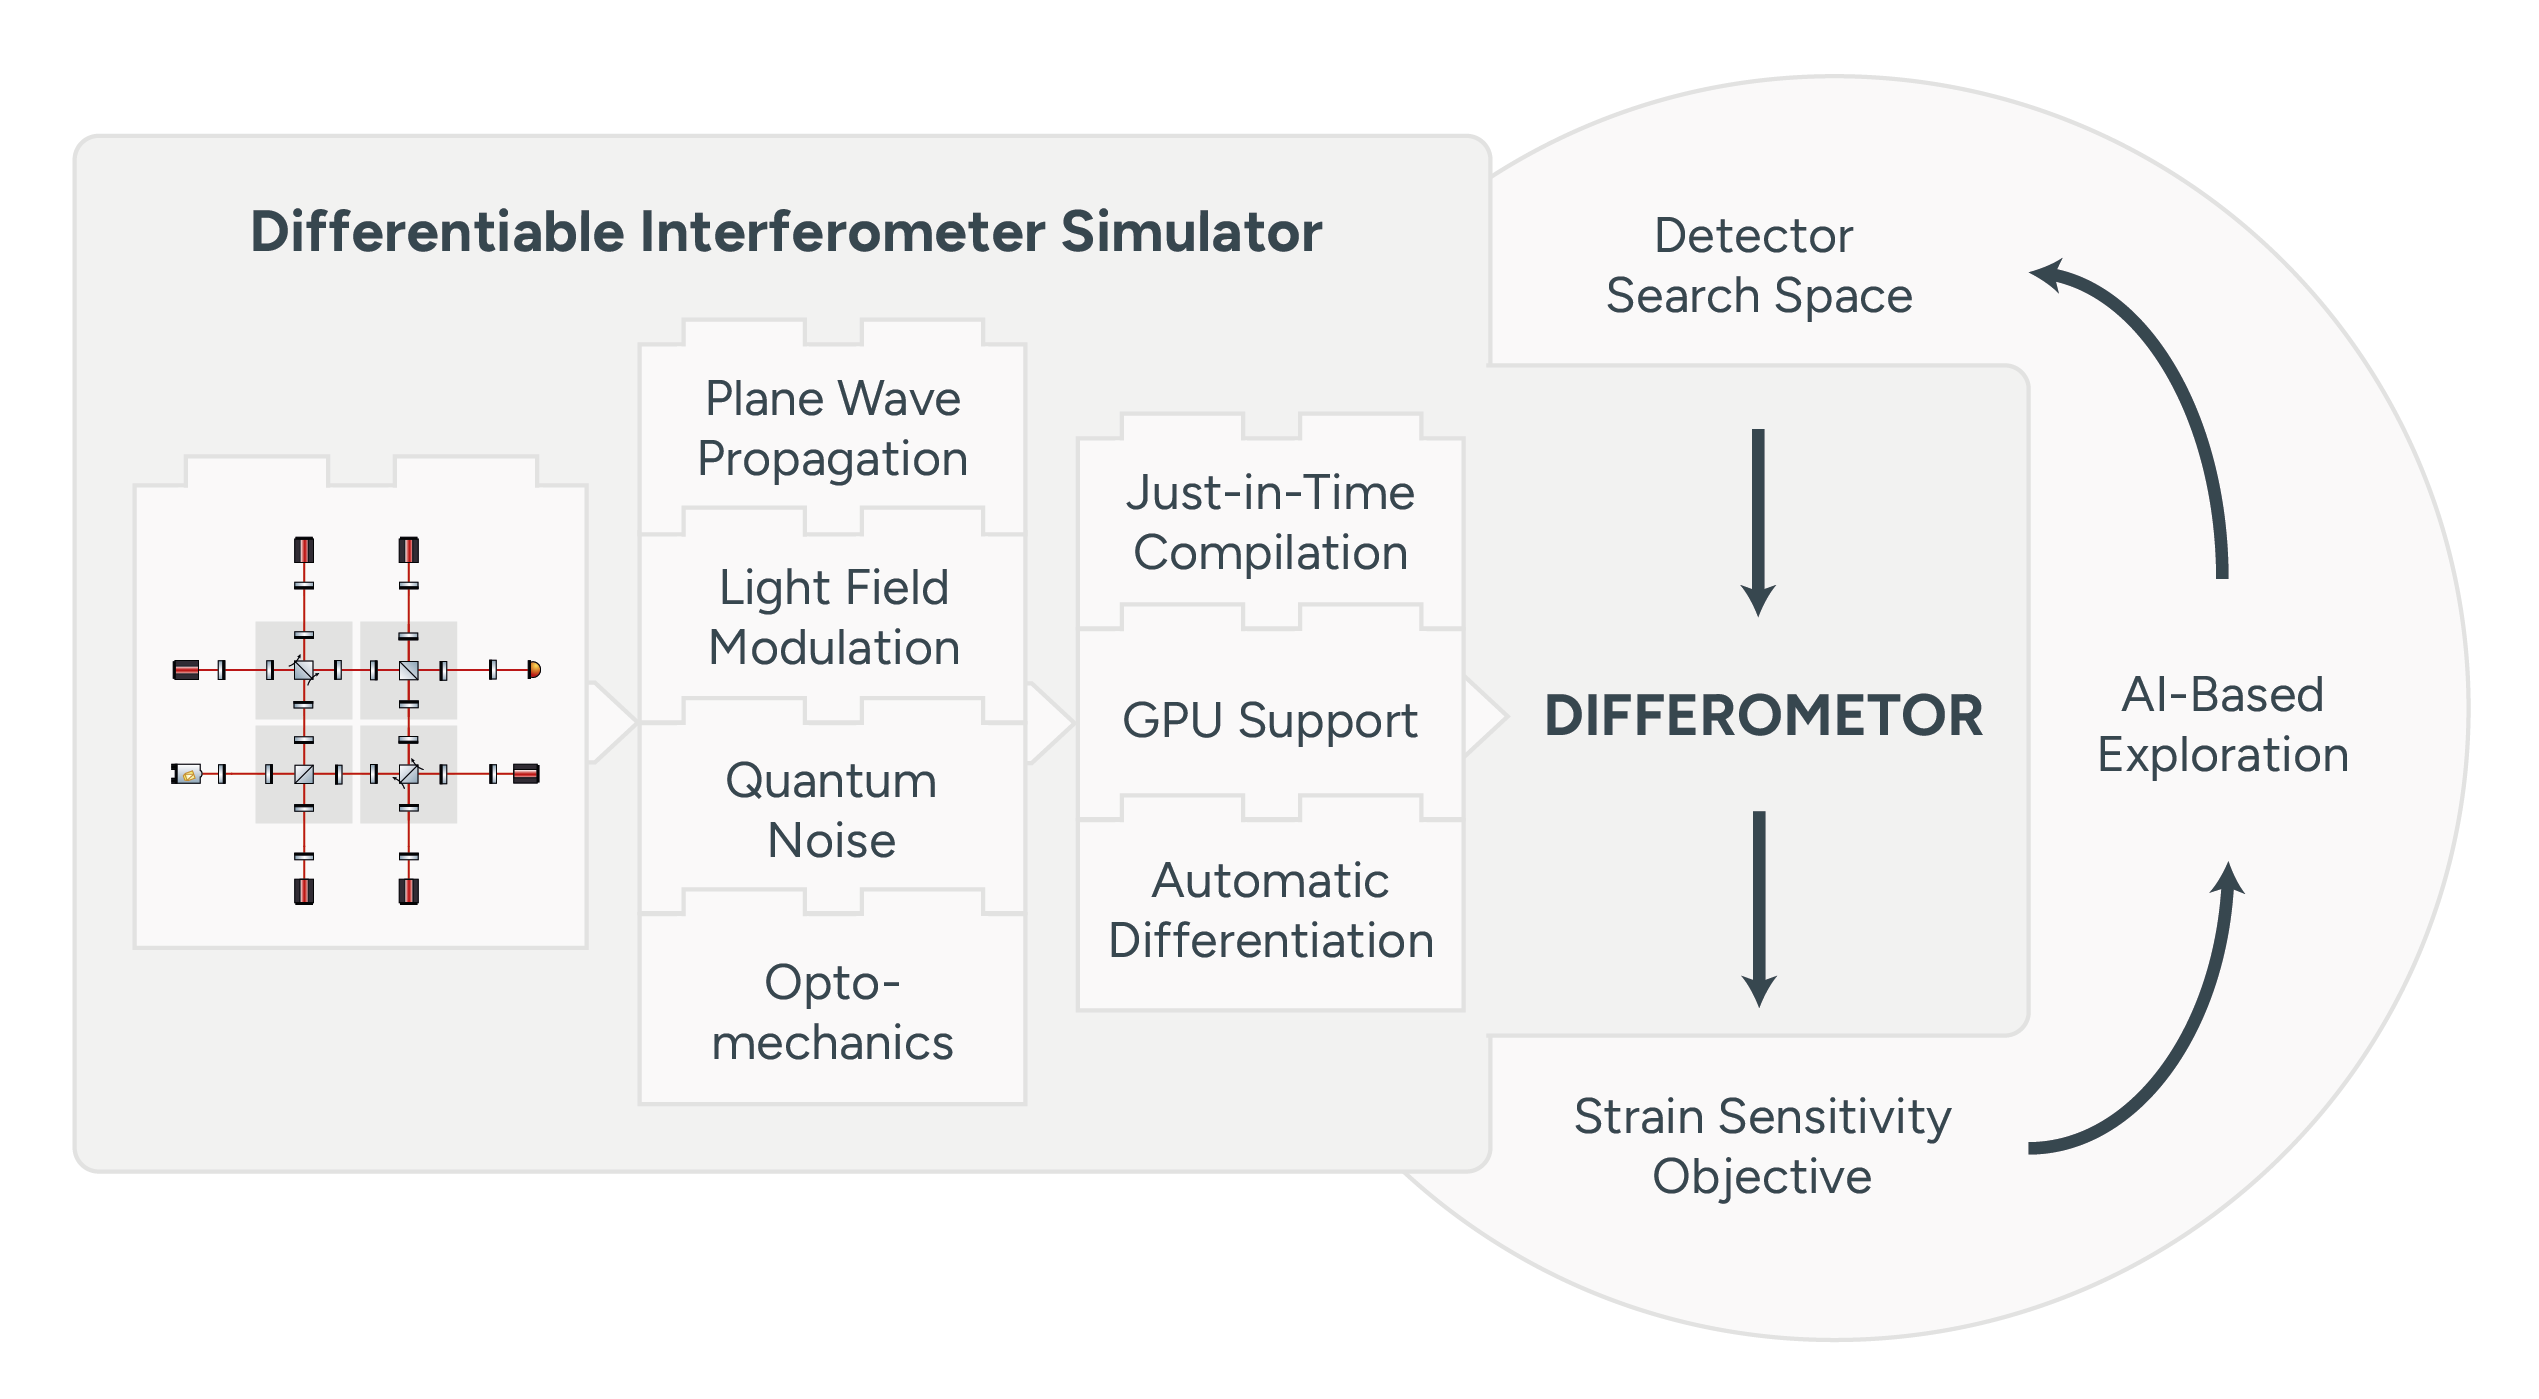 Differentiable Interferometer Simulator
Plane Wave
Propagation
Light Field
Modulation
Quantum
Noise
Opto-
mechanics
Just-in-Time
Compilation
GPU Support
Automatic
Differentiation
Detector
Search Space
DIFFEROMETOR
Strain Sensitivity
Objective
AI-Based
Exploration